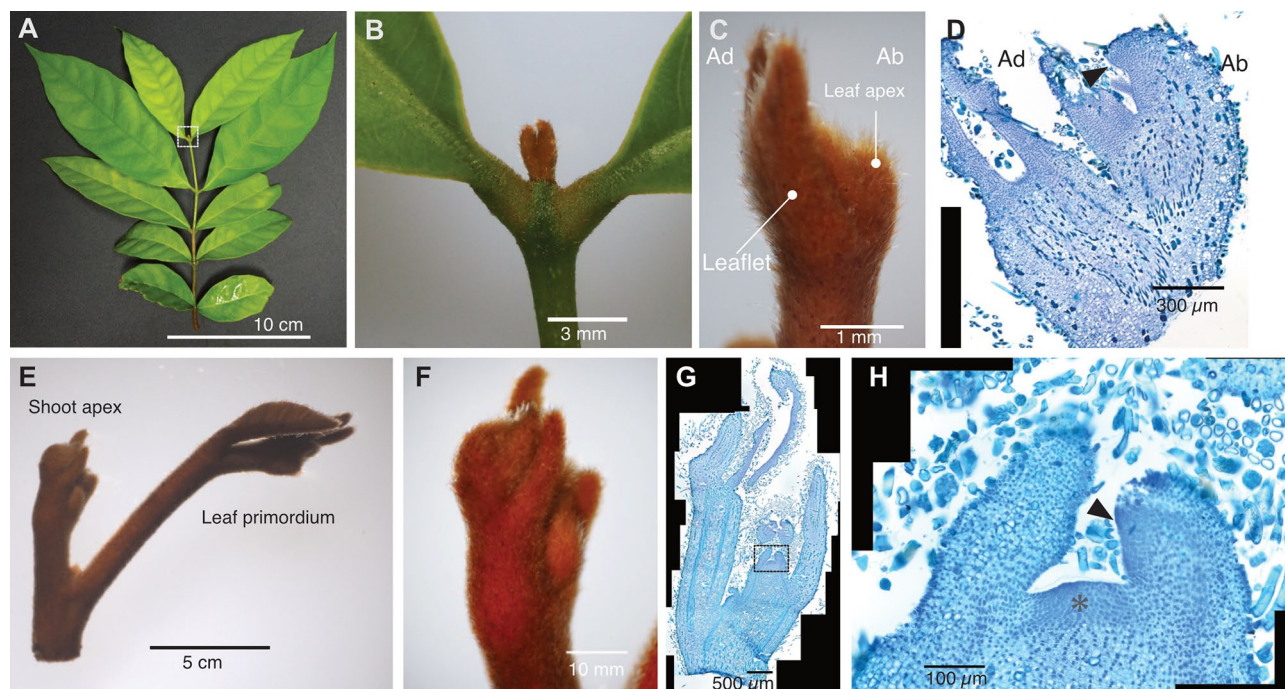 A
10 cm
B
3 mm
C
Ad
Ab
Leaf apex
Leaflet
1 mm
D
Ad
Ab
300 µm
E
Shoot apex
Leaf primordium
5 cm
F
10 mm
G
500 µm
H
*
100 µm